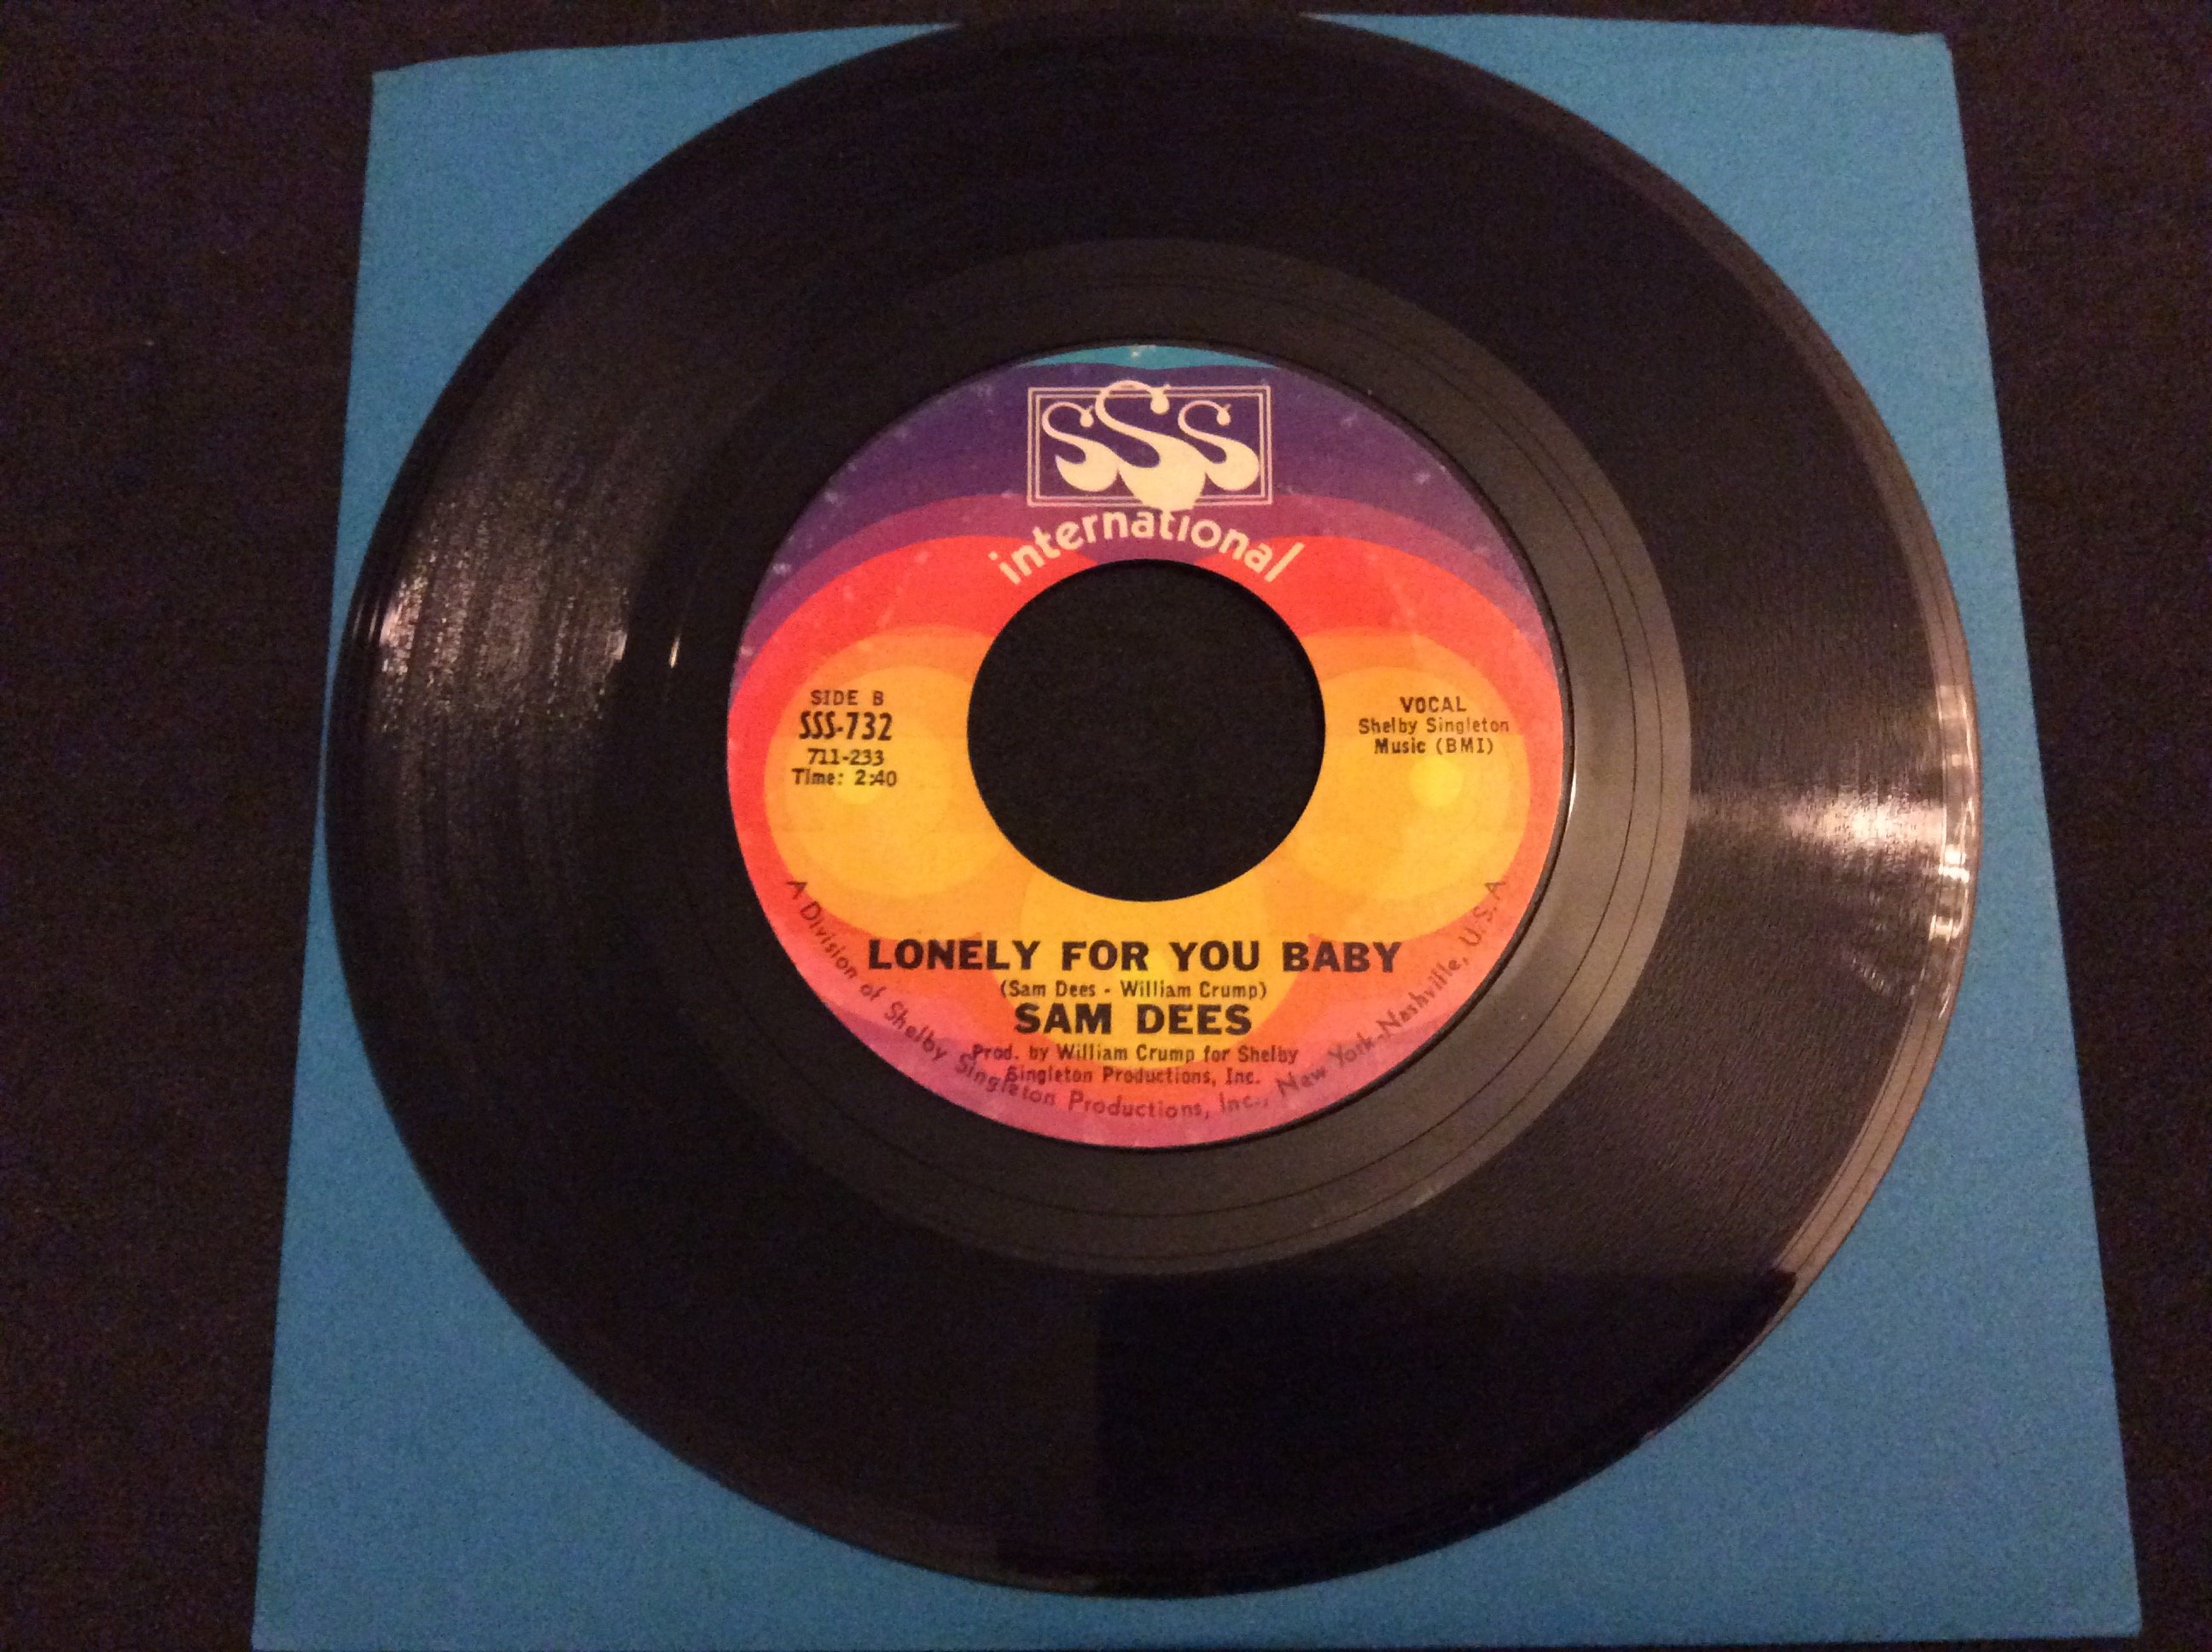 SSS
international
SIDE B
SSS-732
711-233
Time: 2:40
VOCAL
Shelby Singleton
Music (BMI)
LONELY FOR YOU BABY
(Sam Dees - William Crump)
SAM DEES
Prod. by William Crump for Shelby
Singleton Productions, Inc.
A Division of Shelby Singleton Productions, Inc., New York-Nashville, U.S.A.